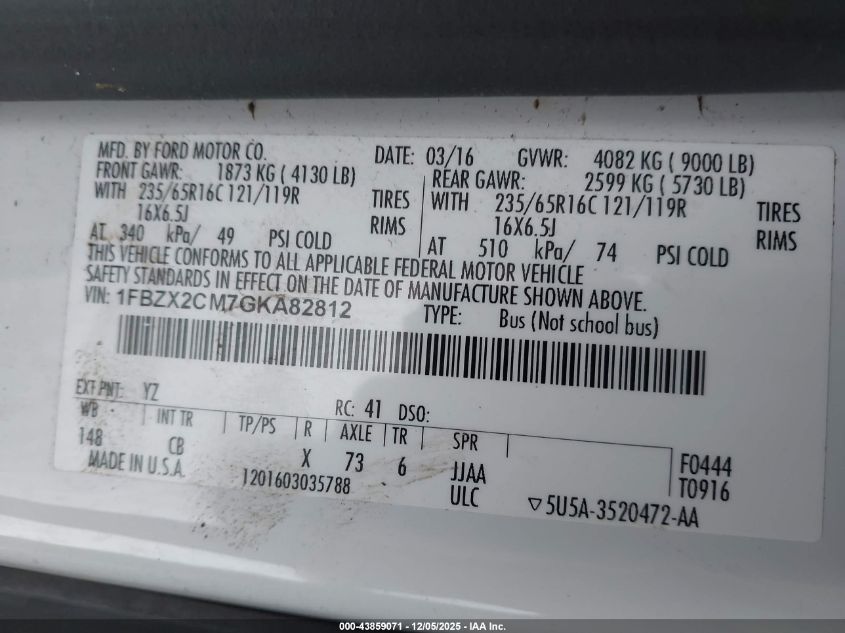 MFD. BY FORD MOTOR CO. DATE: 03/16 GVWR: 4082 KG ( 9000 LB)
FRONT GAWR: 1873 KG ( 4130 LB) REAR GAWR: 2599 KG ( 5730 LB)
WITH 235/65R16C 121/119R TIRES WITH 235/65R16C 121/119R TIRES
16X6.5J RIMS 16X6.5J RIMS
AT 340 kPa/ 49 PSI COLD AT 510 kPa/ 74 PSI COLD
THIS VEHICLE CONFORMS TO ALL APPLICABLE FEDERAL MOTOR VEHICLE
SAFETY STANDARDS IN EFFECT ON THE DATE OF MANUFACTURE SHOWN ABOVE.
VIN: 1FBZX2CM7GKA82812 TYPE: Bus (Not school bus)
EXT PNT: YZ RC: 41 DSO:
WB INT TR TP/PS R AXLE TR SPR
148 CB X 73 6 JJAA F0444
MADE IN U.S.A. 1201603035788 ULC T0916
▽5U5A-3520472-AA
000-43859071 - 12/05/2025 - IAA Inc.